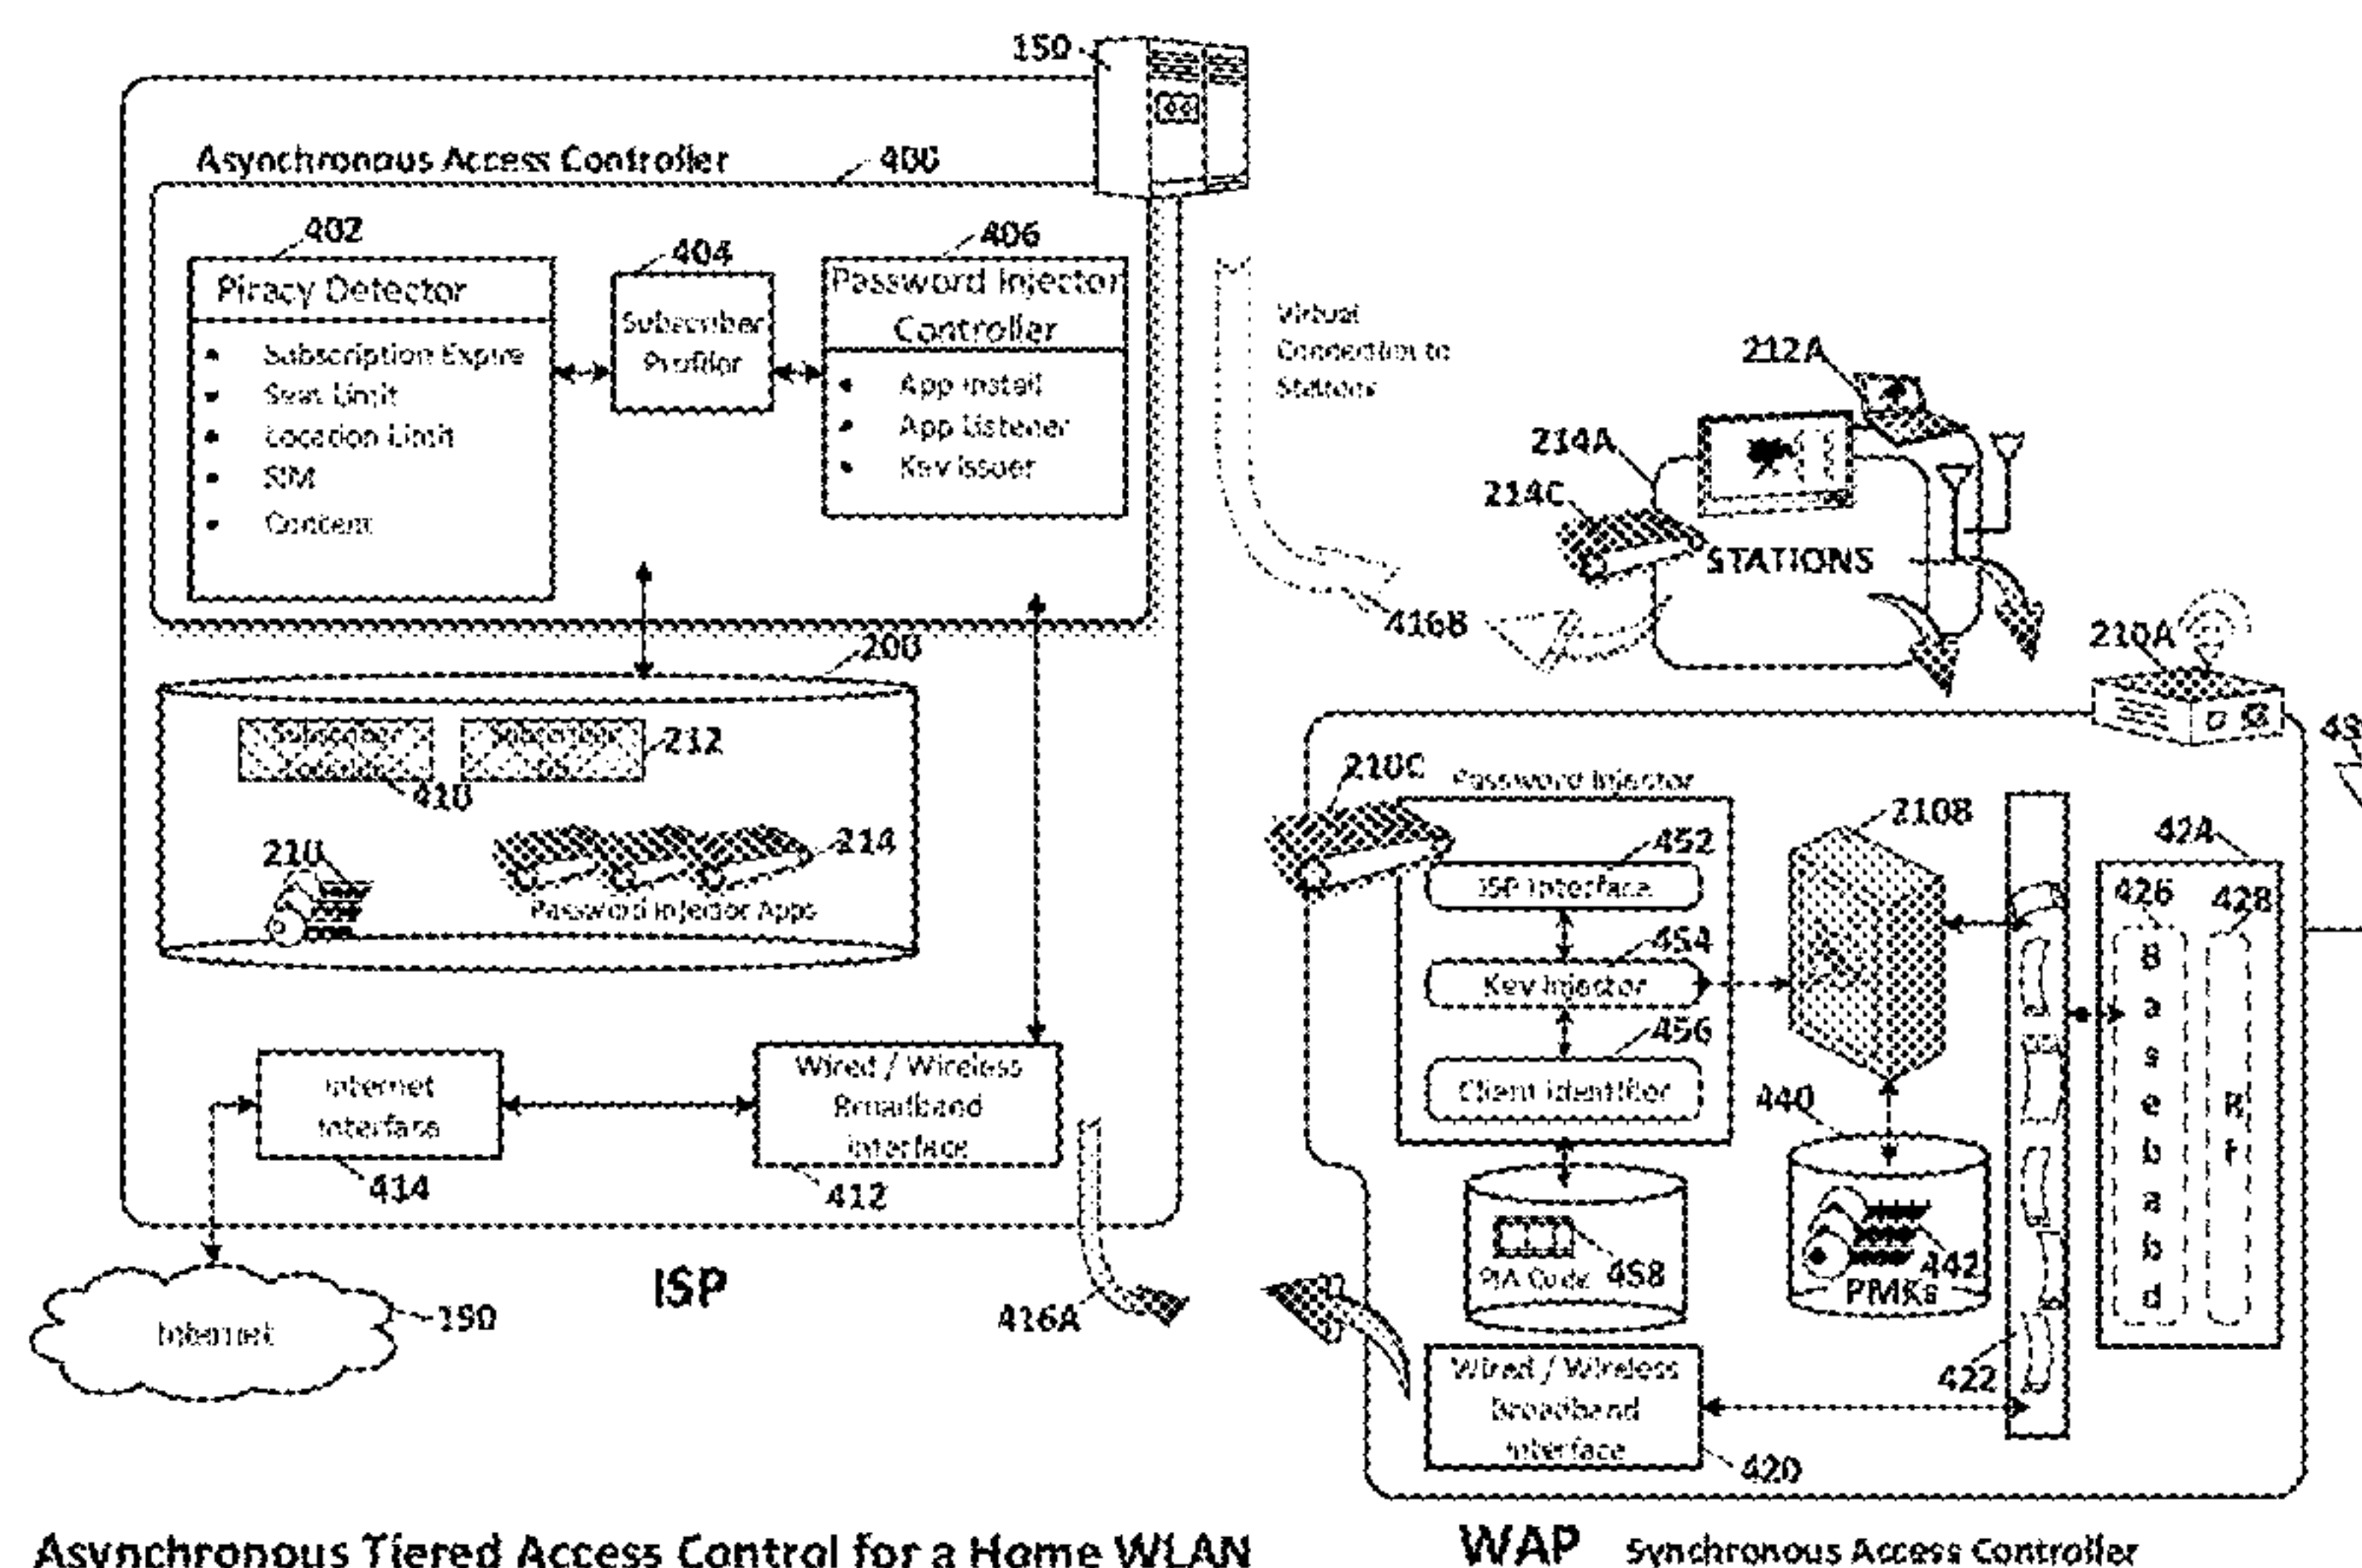 150
Asynchronous Access Controller
400
402
404
406
Piracy Detector
Subscription Expire
Seat Limit
Location Limit
SIM
Content
Subscriber
Profiler
Password Injector
Controller
App Install
App Listener
Key Issuer
Virtual
Connection to
Stations
416B
212A
214A
214C
STATIONS
200
Subscriber
Subscriber
212
410
210
214
Password Injector Apps
Internet
Interface
414
Wired / Wireless
Broadband
Interface
412
Internet
190
ISP
416A
210A
210C
Password Injector
452
ISP Interface
454
Key Injector
456
Client Identifier
PIA Code
458
210B
440
442
PMKs
422
424
426
428
Baseband
RF
Wired / Wireless
Broadband
Interface
420
Asynchronous Tiered Access Control for a Home WLAN
WAP Synchronous Access Controller